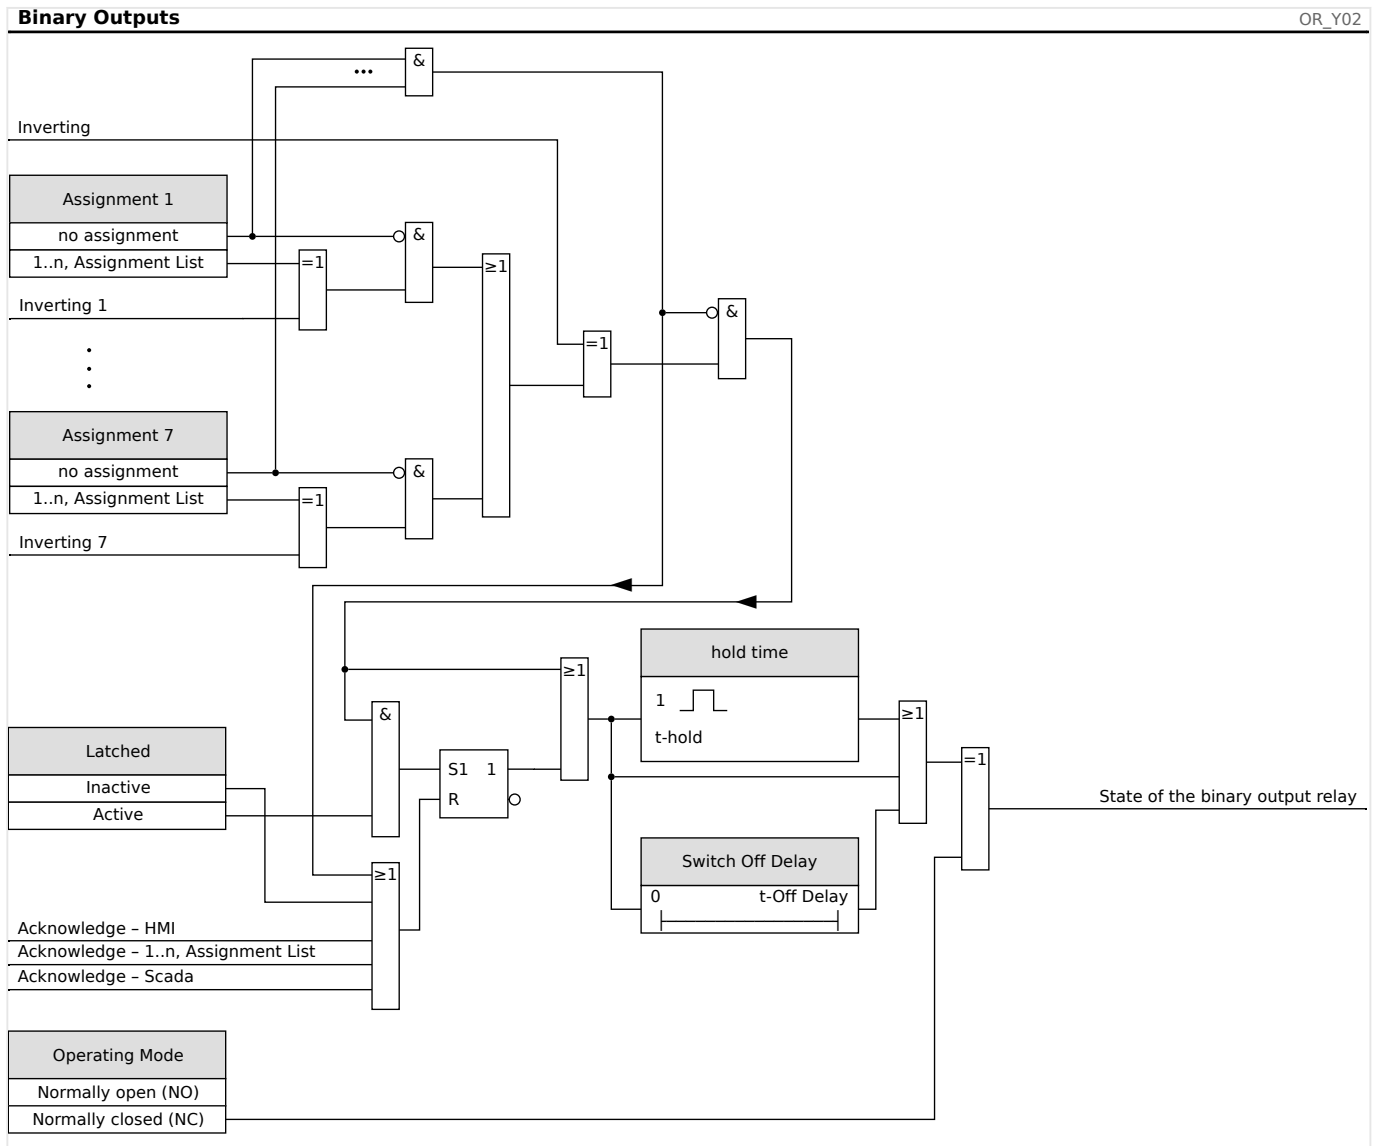 Binary Outputs
OR_Y02
&
...
Inverting
Assignment 1
no assignment
&
1..n, Assignment List
=1
≥1
Inverting 1
&
=1
Assignment 7
no assignment
&
1..n, Assignment List
=1
Inverting 7
hold time
≥1
1
t-hold
&
≥1
Latched
Inactive
Active
S1 1
R
=1
State of the binary output relay
Switch Off Delay
0 t-Off Delay
≥1
Acknowledge – HMI
Acknowledge – 1..n, Assignment List
Acknowledge – Scada
Operating Mode
Normally open (NO)
Normally closed (NC)